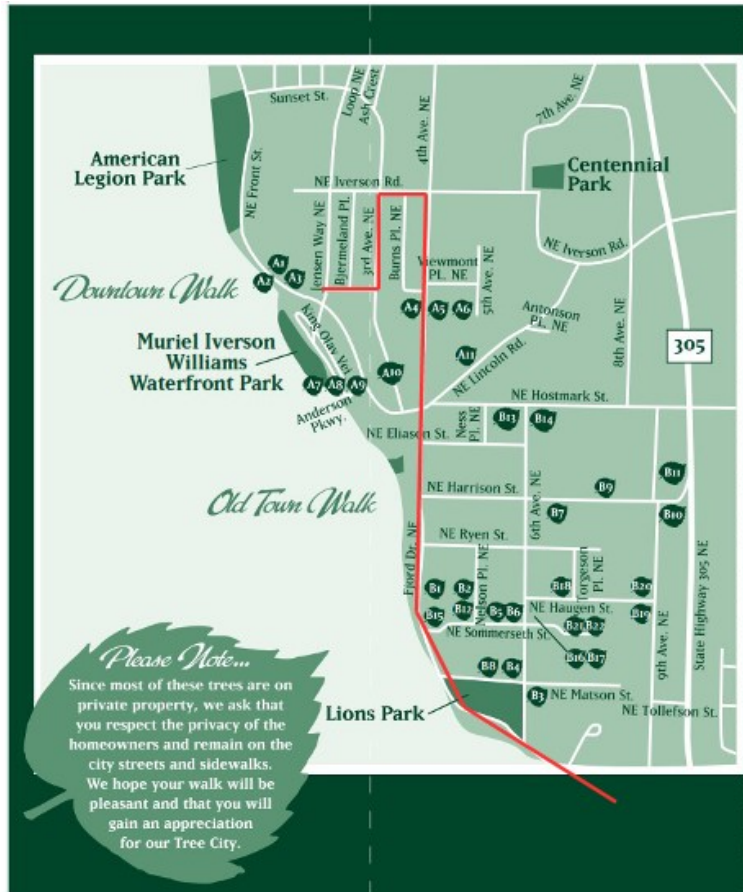 Sunset St.
Loop NE
Ash Crest
4th Ave. NE
7th Ave. NE
American
Legion Park
NE Front St.
NE Iverson Rd.
Centennial
Park
Jensen Way NE
Bjermeland Pl.
3rd Ave. NE
Burns Pl. NE
Viewmont
Pl. NE
5th Ave. NE
NE Iverson Rd.
A1
A2
A3
Downtown Walk
A4
A5
A6
Antonson
Pl. NE
8th Ave. NE
305
King Olav Vei
Muriel Iverson
Williams
Waterfront Park
A11
NE Lincoln Rd.
A10
A7
A8
A9
Anderson
Pkwy.
NE Hostmark St.
NE Eliason St.
Ness
Pl. NE
B13
B14
Old Town Walk
NE Harrison St.
6th Ave. NE
B9
B11
B7
B10
NE Ryen St.
Fjord Dr. NE
B1
B2
Nelson Pl. NE
B18
Torgeson
Pl. NE
B20
B15
B12
B5
B6
NE Haugen St.
B19
NE Sommerseth St.
B21
B22
B16
B17
B8
B4
9th Ave. NE
State Highway 305 NE
Lions Park
B3
NE Matson St.
NE Tollefson St.
Please Note...
Since most of these trees are on
private property, we ask that
you respect the privacy of the
homeowners and remain on the
city streets and sidewalks.
We hope your walk will be
pleasant and that you will
gain an appreciation
for our Tree City.